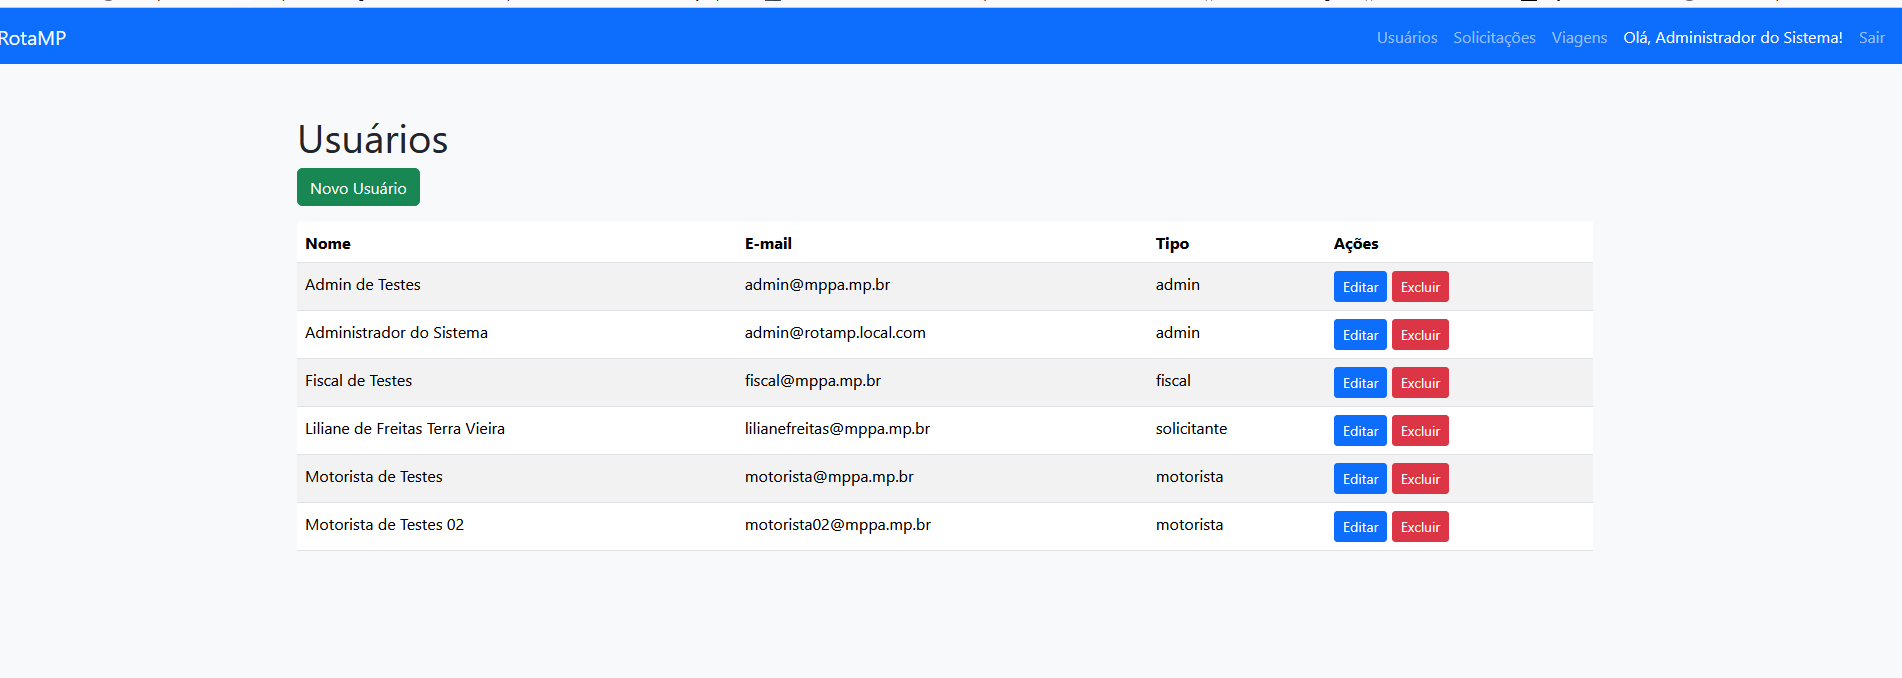 RotaMP Usuários Solicitações Viagens Olá, Administrador do Sistema! Sair
Usuários
Novo Usuário
Nome E-mail Tipo Ações
Admin de Testes admin@mppa.mp.br admin Editar Excluir
Administrador do Sistema admin@rotamp.local.com admin Editar Excluir
Fiscal de Testes fiscal@mppa.mp.br fiscal Editar Excluir
Liliane de Freitas Terra Vieira lilianefreitas@mppa.mp.br solicitante Editar Excluir
Motorista de Testes motorista@mppa.mp.br motorista Editar Excluir
Motorista de Testes 02 motorista02@mppa.mp.br motorista Editar Excluir